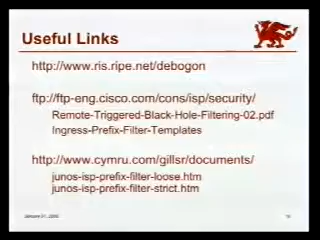 Useful Links
http://www.ris.ripe.net/debogon
ftp://ftp-eng.cisco.com/cons/isp/security/
Remote-Triggered-Black-Hole-Filtering-02.pdf
Ingress-Prefix-Filter-Templates
http://www.cymru.com/gillsr/documents/
junos-isp-prefix-filter-loose.htm
junos-isp-prefix-filter-strict.htm